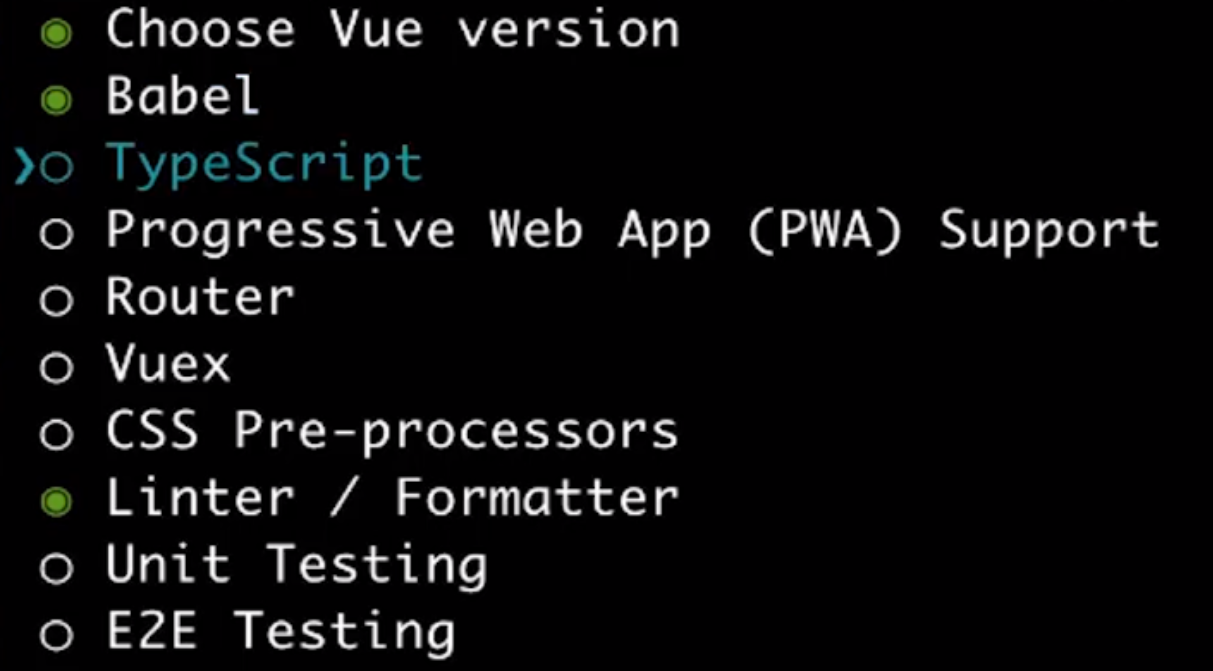 ◉ Choose Vue version
◉ Babel
❯◯ TypeScript
◯ Progressive Web App (PWA) Support
◯ Router
◯ Vuex
◯ CSS Pre-processors
◉ Linter / Formatter
◯ Unit Testing
◯ E2E Testing